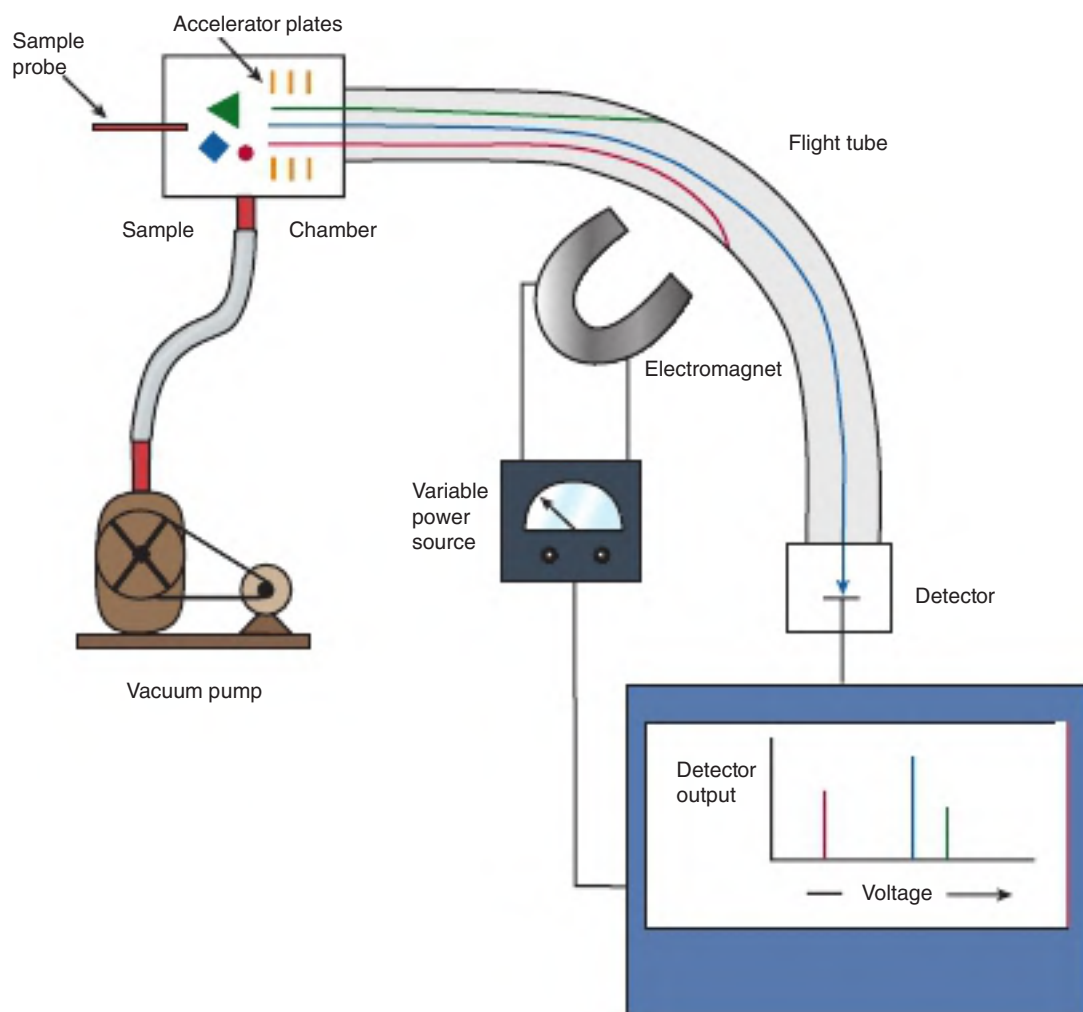 Accelerator plates
Sample
probe
Flight tube
Sample
Chamber
Electromagnet
Variable
power
source
Detector
Vacuum pump
Detector
output
Voltage